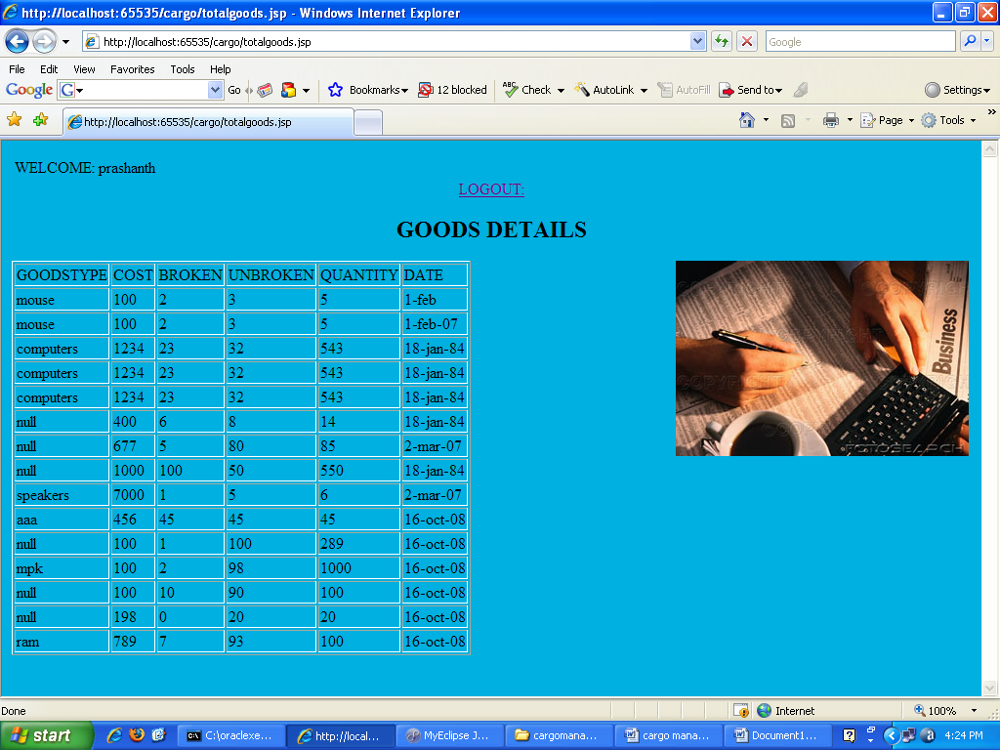 http://localhost:65535/cargo/totalgoods.jsp - Windows Internet Explorer
http://localhost:65535/cargo/totalgoods.jsp Google
File Edit View Favorites Tools Help
Google G Go Bookmarks 12 blocked ABC Check AutoLink AutoFill Send to Settings
http://localhost:65535/cargo/totalgoods.jsp Page Tools »
WELCOME: prashanth
LOGOUT:
GOODS DETAILS
GOODSTYPE COST BROKEN UNBROKEN QUANTITY DATE
mouse 100 2 3 5 1-feb
mouse 100 2 3 5 1-feb-07
computers 1234 23 32 543 18-jan-84
computers 1234 23 32 543 18-jan-84
computers 1234 23 32 543 18-jan-84
null 400 6 8 14 18-jan-84
null 677 5 80 85 2-mar-07
null 1000 100 50 550 18-jan-84
speakers 7000 1 5 6 2-mar-07
aaa 456 45 45 45 16-oct-08
null 100 1 100 289 16-oct-08
mpk 100 2 98 1000 16-oct-08
null 100 10 90 100 16-oct-08
null 198 0 20 20 16-oct-08
ram 789 7 93 100 16-oct-08
Business
FOTOSEARCH
Done Internet 100%
start C:\oraclexe... http://local... MyEclipse J... cargomana... cargo mana... Document1... 4:24 PM